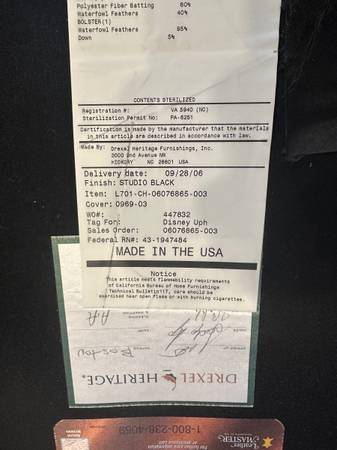 Polyester Fiber Batting 60%
Waterfowl Feathers 40%
BOLSTER(1)
Waterfowl Feathers 95%
Down 5%
CONTENTS STERILIZED
Registration #: VA 5940 (NC)
Sterilization Permit No: PA-6251
Certification is made by the manufacturer that the materials
in this article are described in accordance with law.
Made By: Drexel Heritage Furnishings, Inc.
2nd Avenue NW
HICKORY NC 28601 USA
Delivery date: 09/28/06
Finish: STUDIO BLACK
Item: L701-CH-06076865-003
Cover: 0969-03
WO#: 447832
Tag For: Disney Uph
Sales Order: 06076865-003
Federal RN#: 43-1947484
MADE IN THE USA
Notice
This article meets flammability requirements
of California Bureau of Home Furnishings
Technical Bulletin 117, care should be
exercised near open flame or with burning cigarettes.
DREXEL HERITAGE
1-800-238-4069
Leather
MASTER